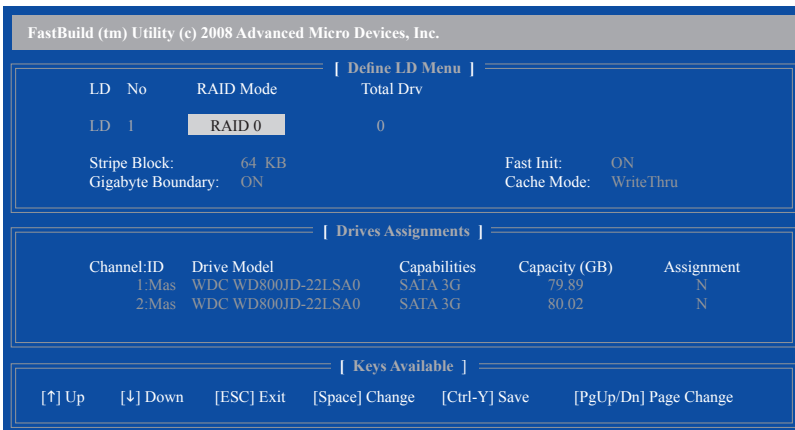 FastBuild (tm) Utility (c) 2008 Advanced Micro Devices, Inc.
[ Define LD Menu ]
LD No RAID Mode Total Drv
LD 1 RAID 0 0
Stripe Block: 64 KB Fast Init: ON
Gigabyte Boundary: ON Cache Mode: WriteThru
[ Drives Assignments ]
Channel:ID Drive Model Capabilities Capacity (GB) Assignment
1:Mas WDC WD800JD-22LSA0 SATA 3G 79.89 N
2:Mas WDC WD800JD-22LSA0 SATA 3G 80.02 N
[ Keys Available ]
[↑] Up [↓] Down [ESC] Exit [Space] Change [Ctrl-Y] Save [PgUp/Dn] Page Change